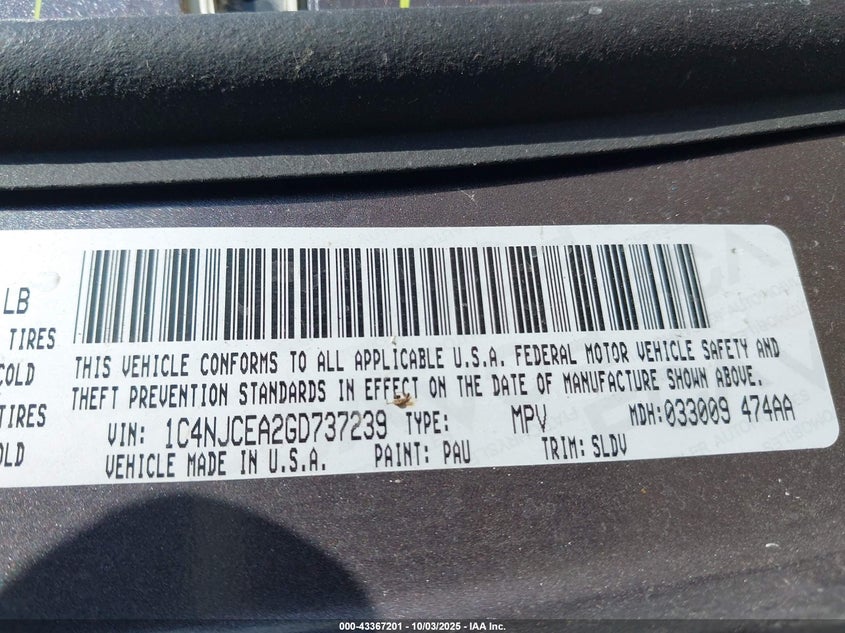 LB
TIRES
COLD
TIRES
OLD
THIS VEHICLE CONFORMS TO ALL APPLICABLE U.S.A. FEDERAL MOTOR VEHICLE SAFETY AND
THEFT PREVENTION STANDARDS IN EFFECT ON THE DATE OF MANUFACTURE SHOWN ABOVE.
VIN: 1C4NJCEA2GD737239 TYPE: MPV MDH:033009 474AA
VEHICLE MADE IN U.S.A. PAINT: PAU TRIM: SLDV
000-43367201 - 10/03/2025 - IAA Inc.